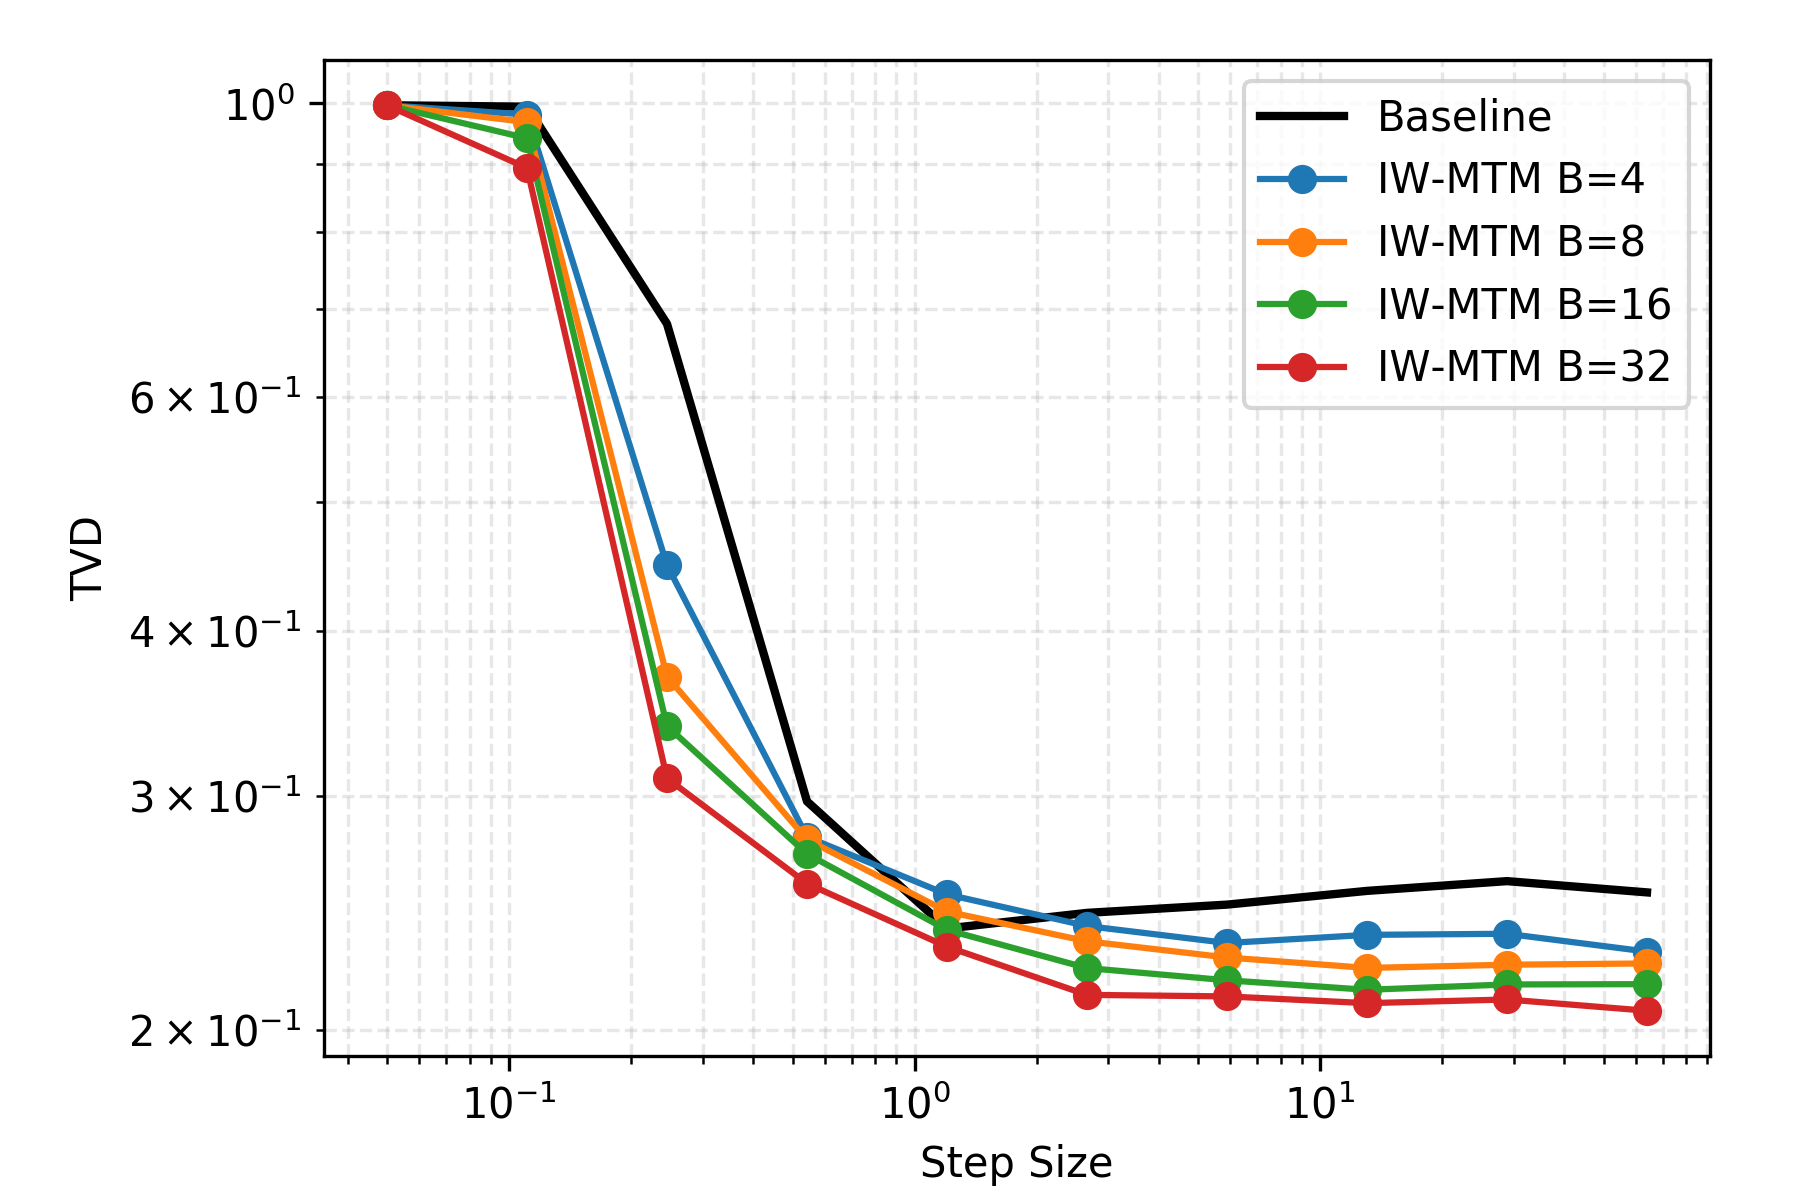 10⁰
6 × 10⁻¹
4 × 10⁻¹
3 × 10⁻¹
2 × 10⁻¹
TVD
10⁻¹
10⁰
10¹
Step Size
Baseline
IW-MTM B=4
IW-MTM B=8
IW-MTM B=16
IW-MTM B=32